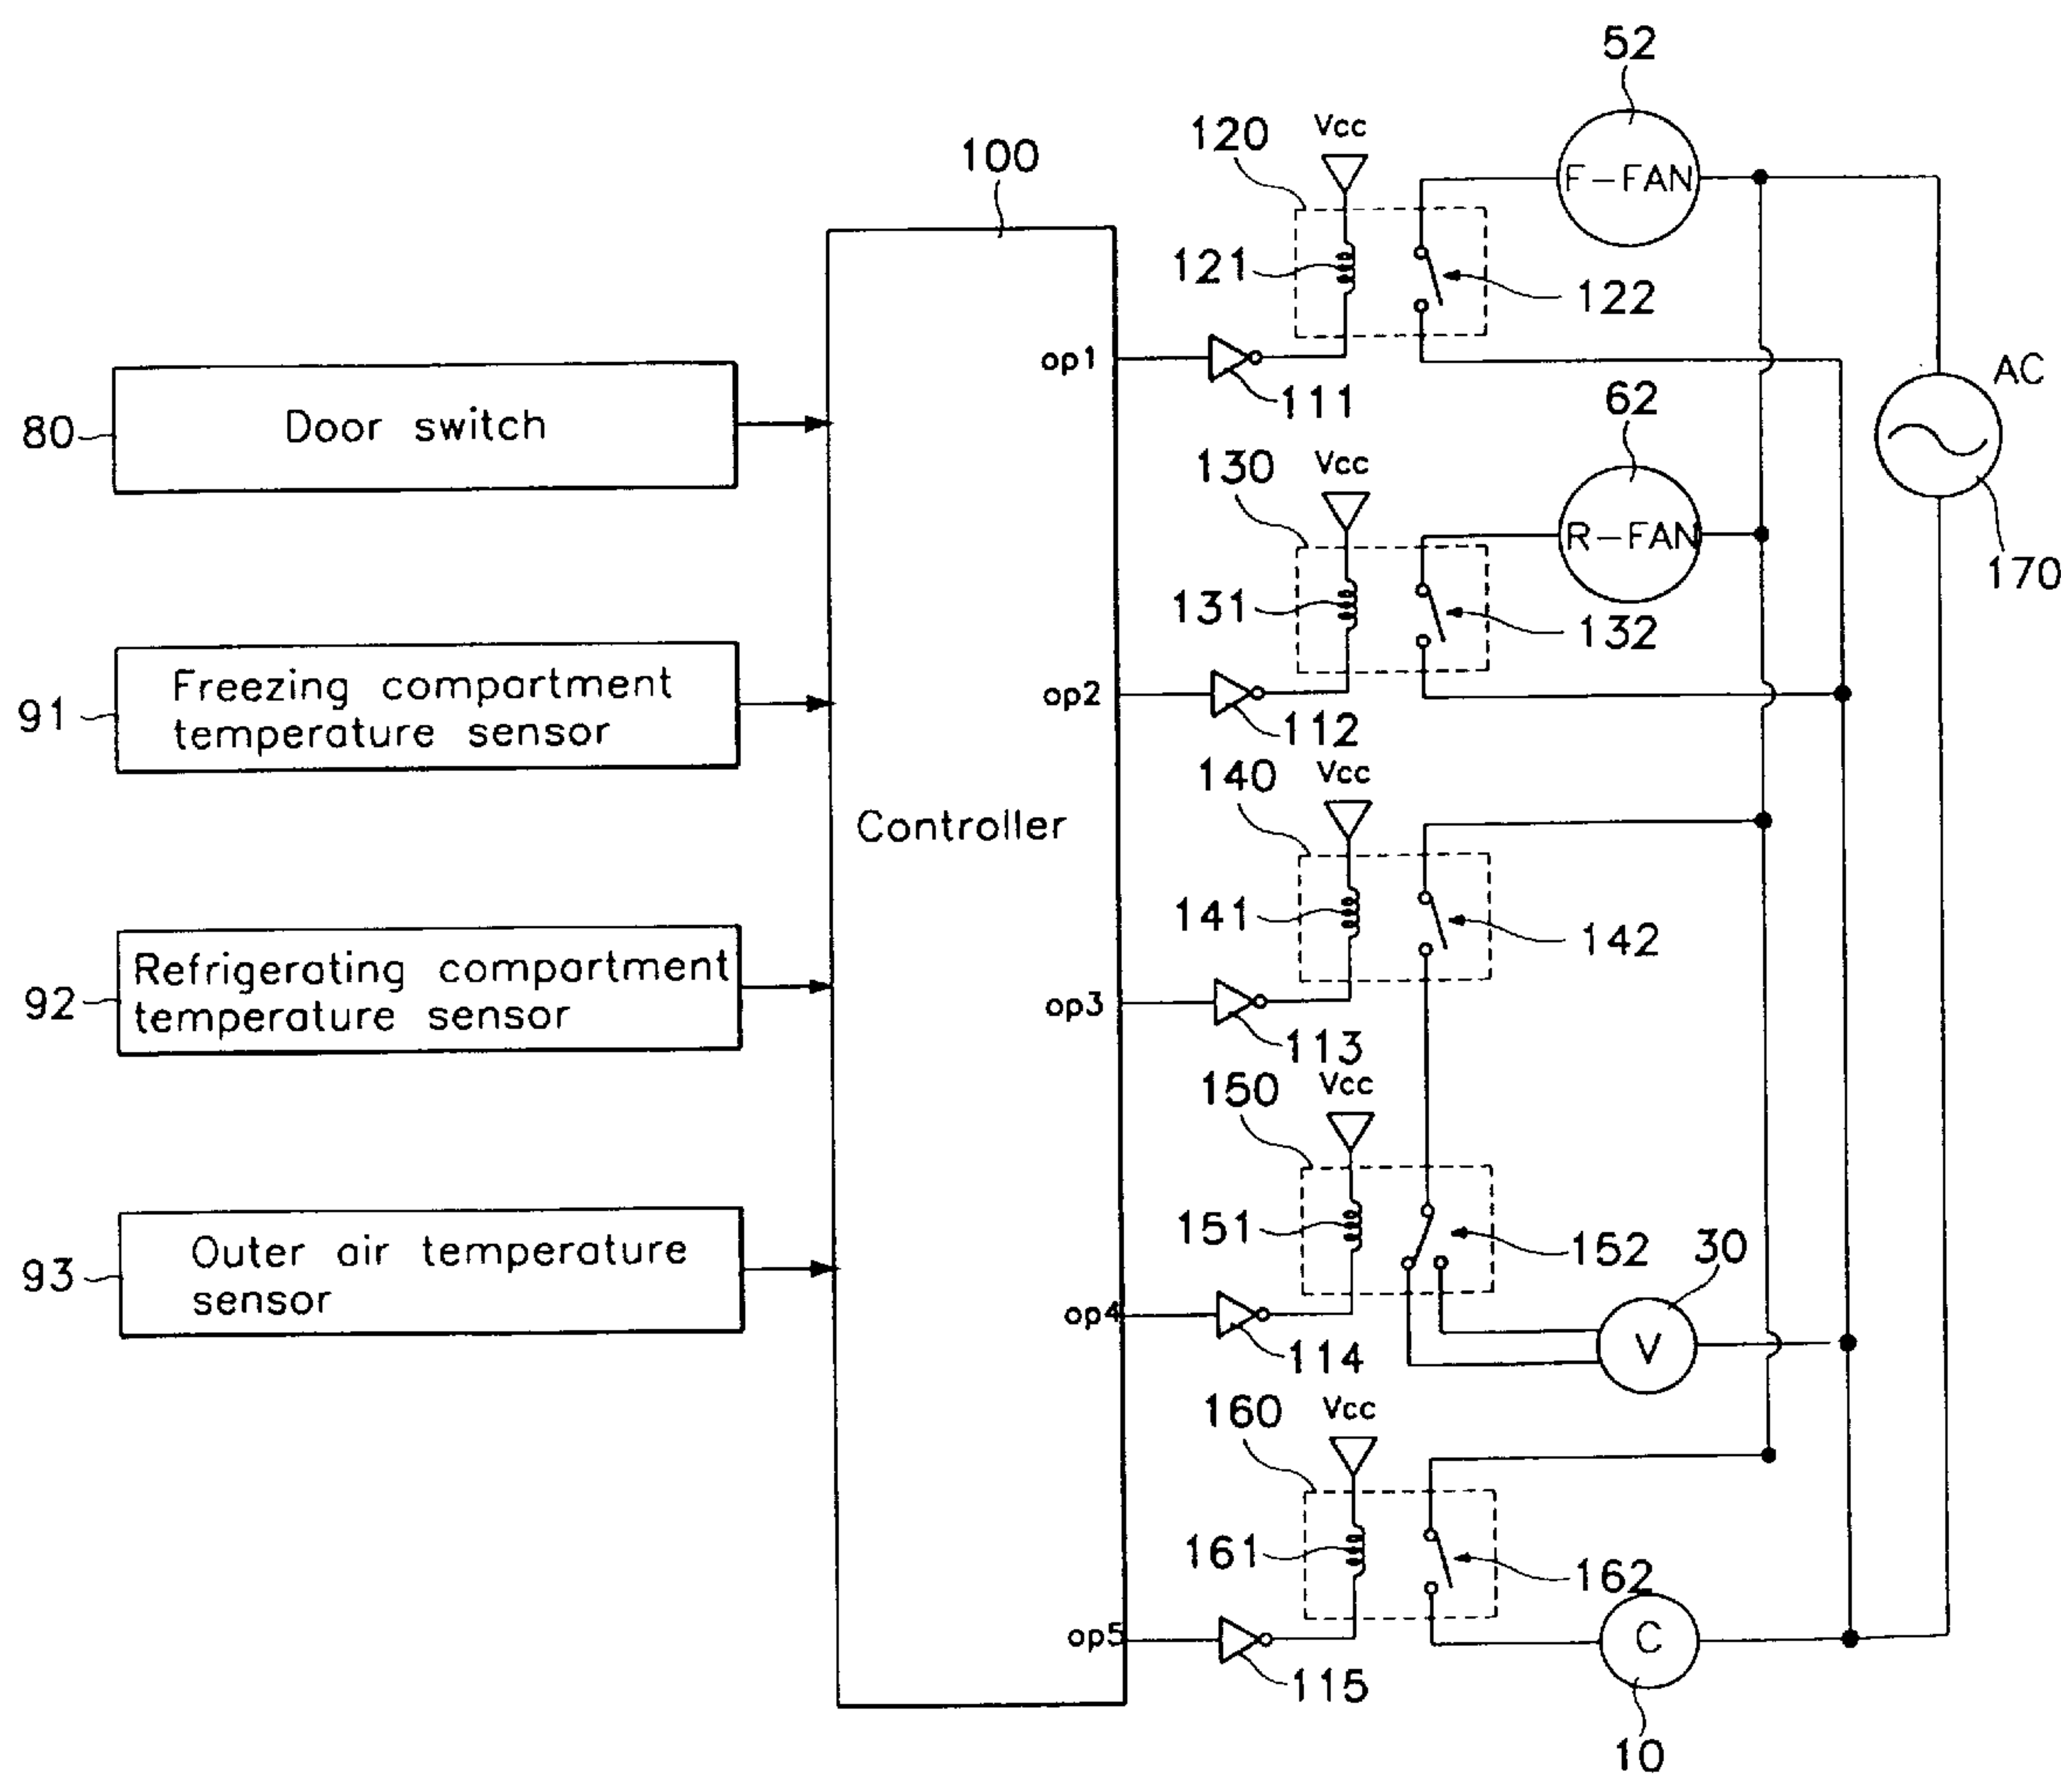 52
120
Vcc
100
F-FAN
121
122
op1
111
AC
80
Door switch
62
130
Vcc
R-FAN
170
131
132
91
Freezing compartment
temperature sensor
op2
112
140
Vcc
Controller
141
142
92
Refrigerating compartment
temperature sensor
op3
113
150
Vcc
151
152
30
93
Outer air temperature
sensor
op4
114
V
160
Vcc
161
162
op5
115
C
10